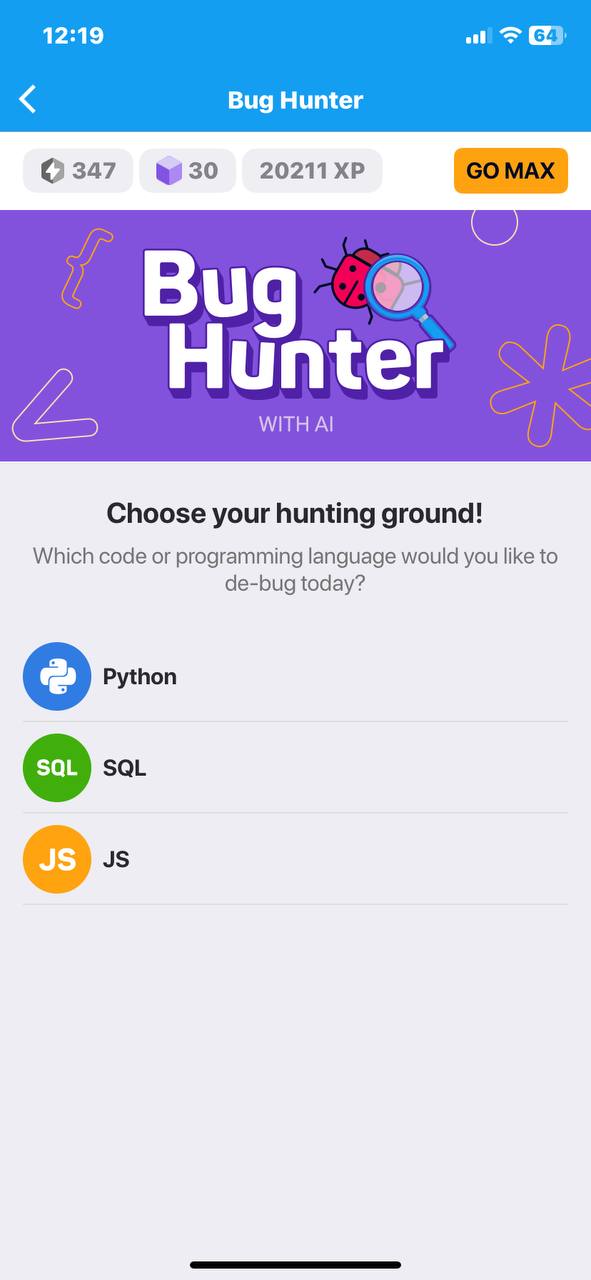 12:19
64
Bug Hunter
347
30
20211 XP
GO MAX
Bug
Hunter
WITH AI
Choose your hunting ground!
Which code or programming language would you like to
de-bug today?
Python
SQL
SQL
JS
JS